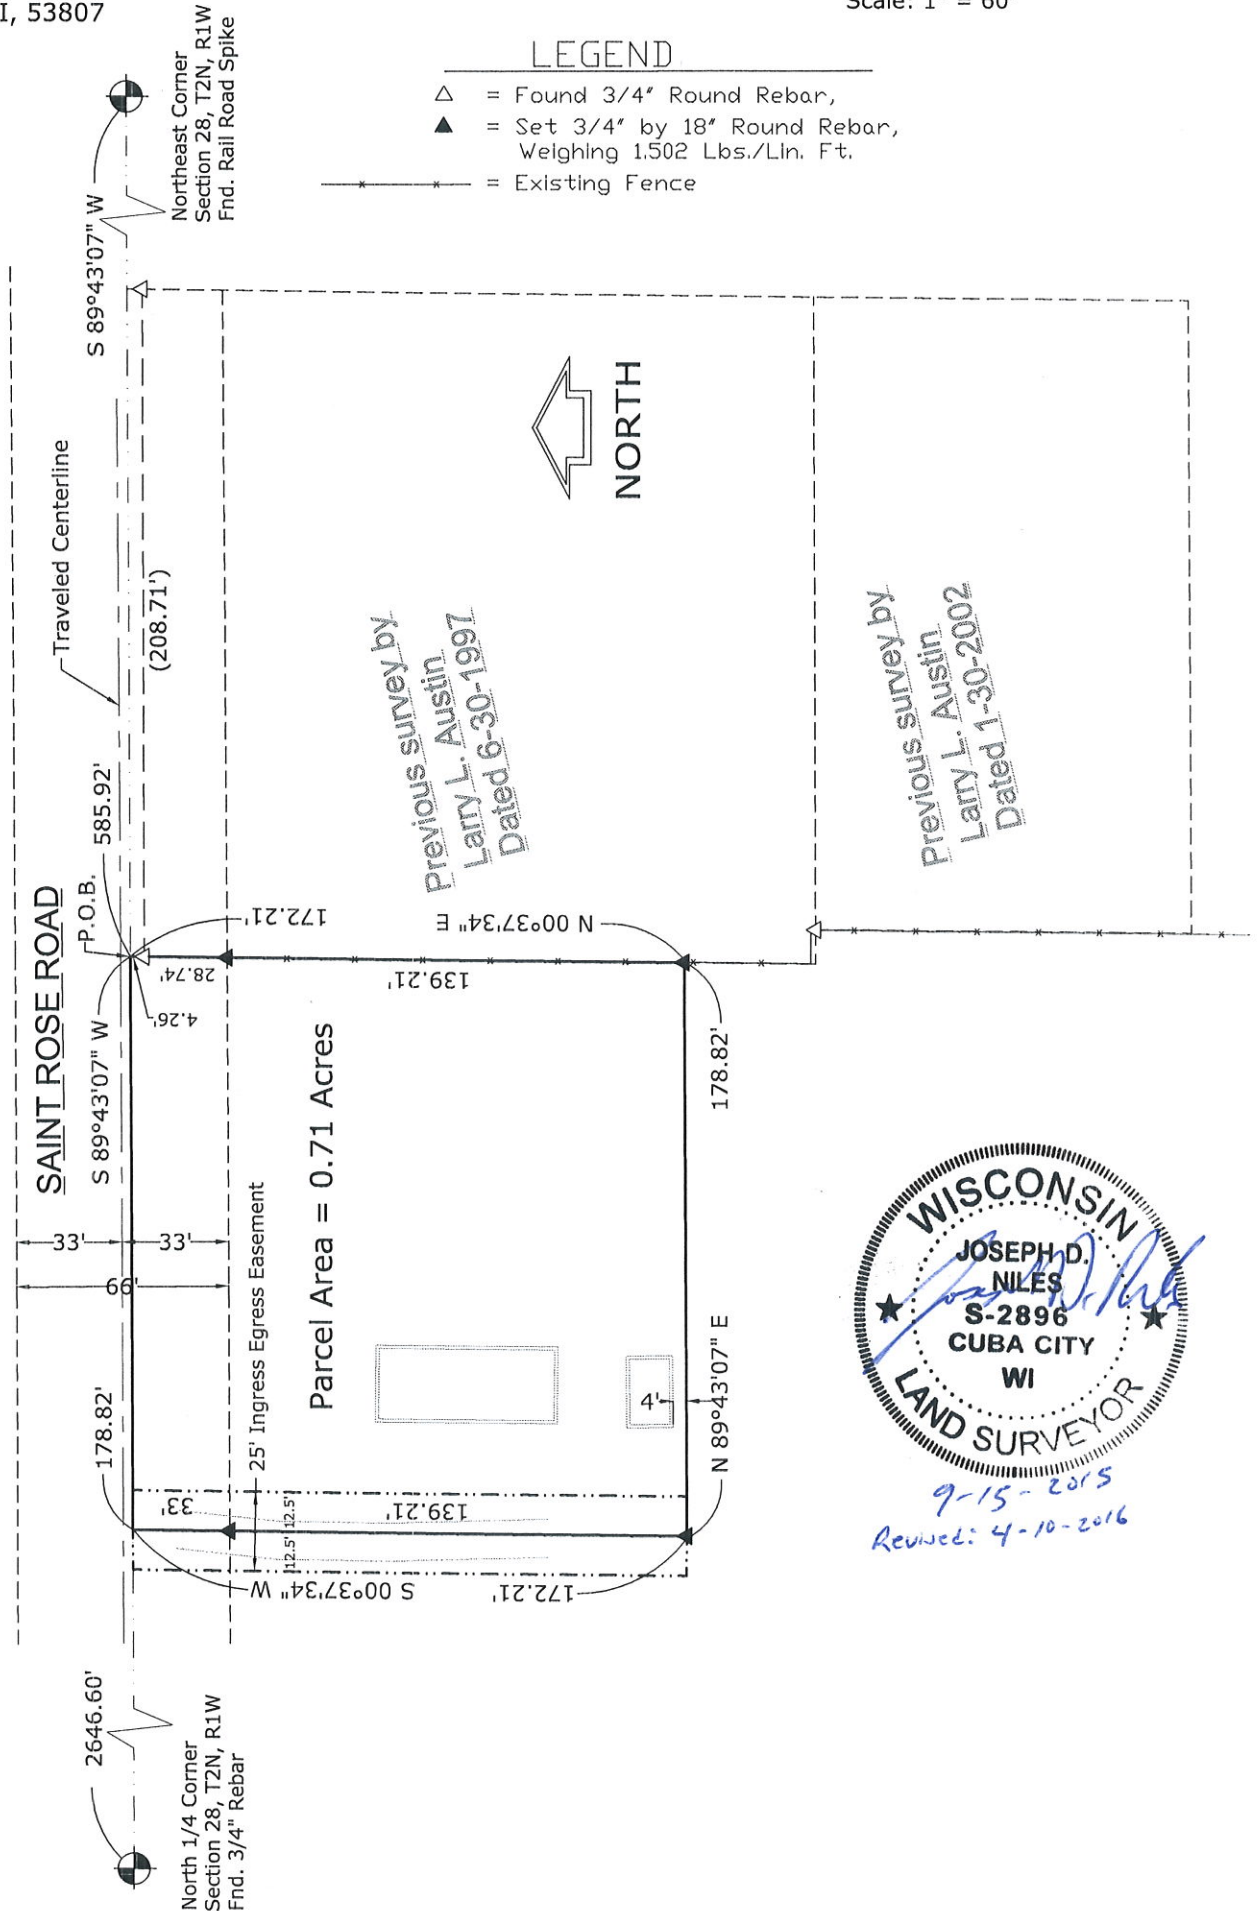 I, 53807
Scale: 1" = 60'
LEGEND
= Found 3/4" Round Rebar,
= Set 3/4" by 18" Round Rebar,
Weighing 1.502 Lbs./Lin. Ft.
= Existing Fence
Northeast Corner
Section 28, T2N, R1W
Fnd. Rail Road Spike
S 89°43'07" W
Traveled Centerline
(208.71')
585.92'
P.O.B.
SAINT ROSE ROAD
S 89°43'07" W
NORTH
Previous survey by
Larry L. Austin
Dated 6-30-1997
Previous survey by
Larry L. Austin
Dated 1-30-2002
172.21'
N 00°37'34" E
28.74'
139.21'
4.26'
178.82'
Parcel Area = 0.71 Acres
33'
33'
66'
25' Ingress Egress Easement
4'
N 89°43'07" E
178.82'
33'
139.21'
12.5'
12.5'
S 00°37'34" W
172.21'
2646.60'
North 1/4 Corner
Section 28, T2N, R1W
Fnd. 3/4" Rebar
WISCONSIN
JOSEPH D.
NILES
S-2896
CUBA CITY
WI
LAND SURVEYOR
9-15-2015
Revised: 4-10-2016